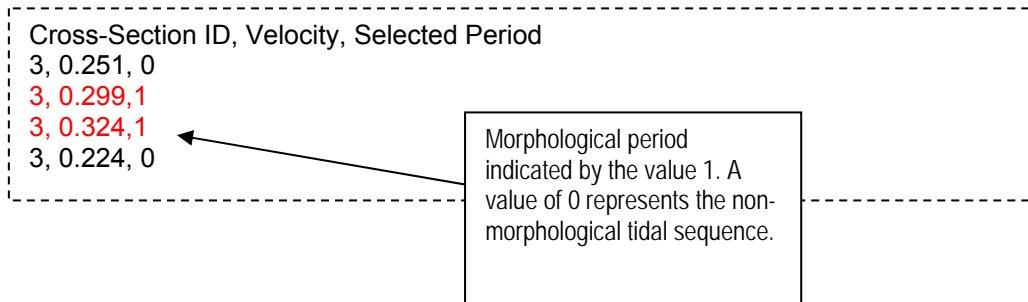 Cross-Section ID, Velocity, Selected Period
3, 0.251, 0
3, 0.299,1
3, 0.324,1
3, 0.224, 0
Morphological period
indicated by the value 1. A
value of 0 represents the non-
morphological tidal sequence.